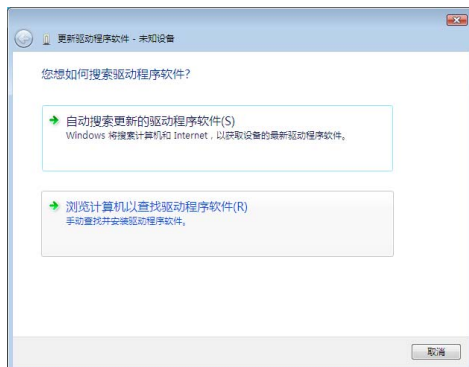 更新驱动程序软件 - 未知设备
您想如何搜索驱动程序软件?
自动搜索更新的驱动程序软件(S)
Windows 将搜索计算机和 Internet，以获取设备的最新驱动程序软件。
浏览计算机以查找驱动程序软件(R)
手动查找并安装驱动程序软件。
取消